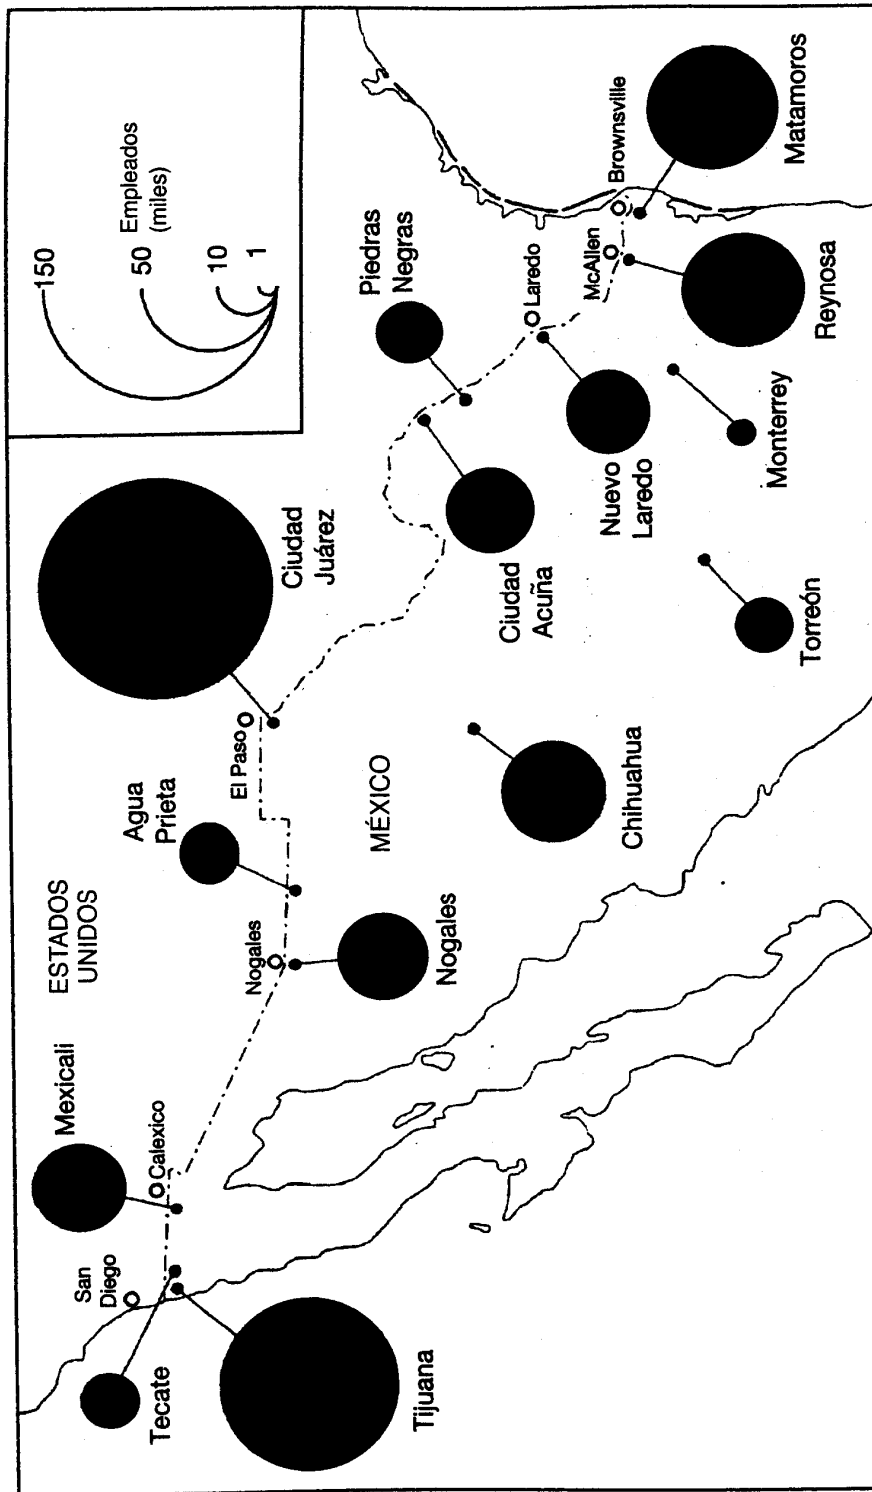 150
50
10
1
Empleados
(miles)
ESTADOS
UNIDOS
MÉXICO
San
Diego
Tecate
Tijuana
Mexicali
Calexico
Nogales
Nogales
Agua
Prieta
El Paso
Ciudad
Juárez
Chihuahua
Ciudad
Acuña
Piedras
Negras
Laredo
Nuevo
Laredo
Torreón
Monterrey
McAllen
Reynosa
Brownsville
Matamoros